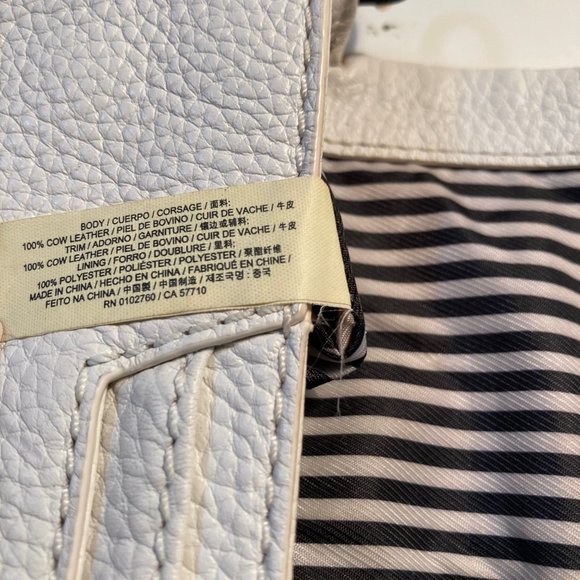 BODY / CUERPO / CORSAGE / 面料:
100% COW LEATHER / PIEL DE BOVINO / CUIR DE VACHE / 牛皮
TRIM / ADORNO / GARNITURE / 镶边或辅料:
100% COW LEATHER / PIEL DE BOVINO / CUIR DE VACHE / 牛皮
LINING / FORRO / DOUBLURE / 里料:
100% POLYESTER / POLIÉSTER / POLYESTER / 聚酯纤维
MADE IN CHINA / HECHO EN CHINA / FABRIQUÉ EN CHINE /
FEITO NA CHINA / 中国製 / 中國製造 / 제조국명 : 중국
RN 0102760 / CA 57710